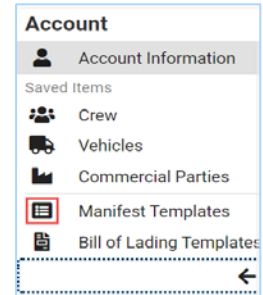 Account
Account Information
Saved Items
Crew
Vehicles
Commercial Parties
Manifest Templates
Bill of Lading Templates